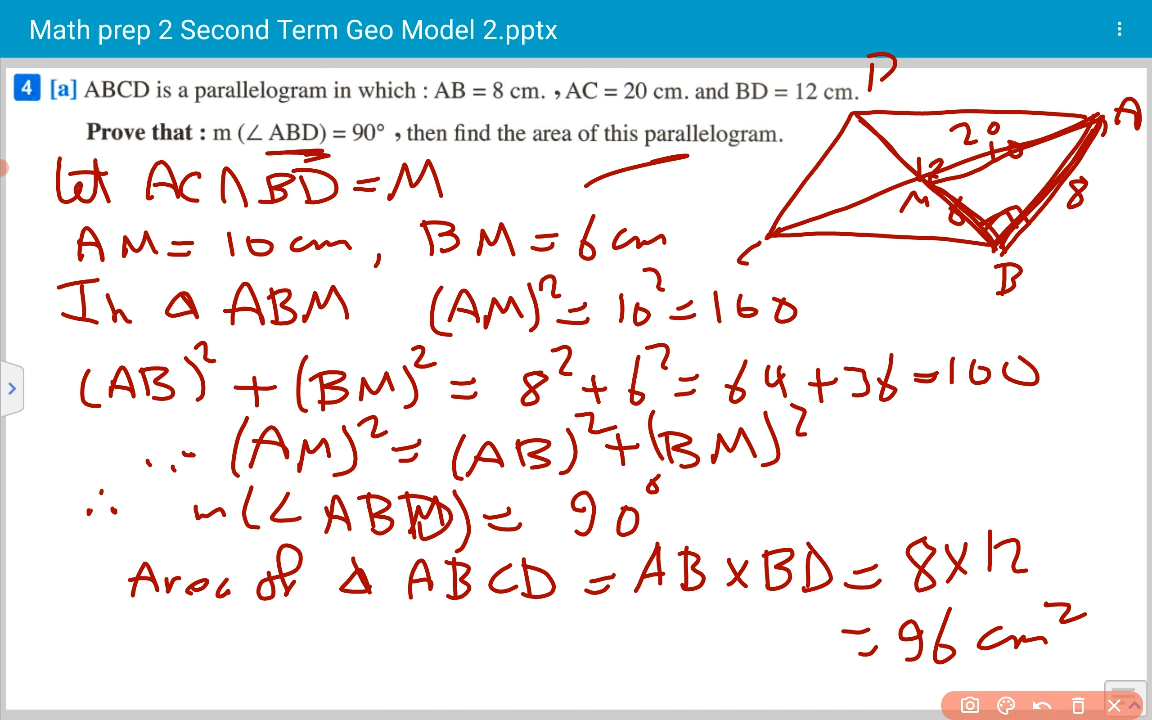 Math prep 2 Second Term Geo Model 2.pptx
4 [a] ABCD is a parallelogram in which : AB = 8 cm. , AC = 20 cm. and BD = 12 cm.
Prove that : m (∠ ABD) = 90° , then find the area of this parallelogram.
D
A
20
10
12
8
M
6
C
B
Let AC ∩ BD = M
AM = 10 cm , BM = 6 cm
In Δ ABM (AM)² = 10² = 100
(AB)² + (BM)² = 8² + 6² = 64 + 36 = 100
∵ (AM)² = (AB)² + (BM)²
∴ m(∠ ABD) = 90°
Area of Δ ABCD = AB × BD = 8 × 12
= 96 cm²